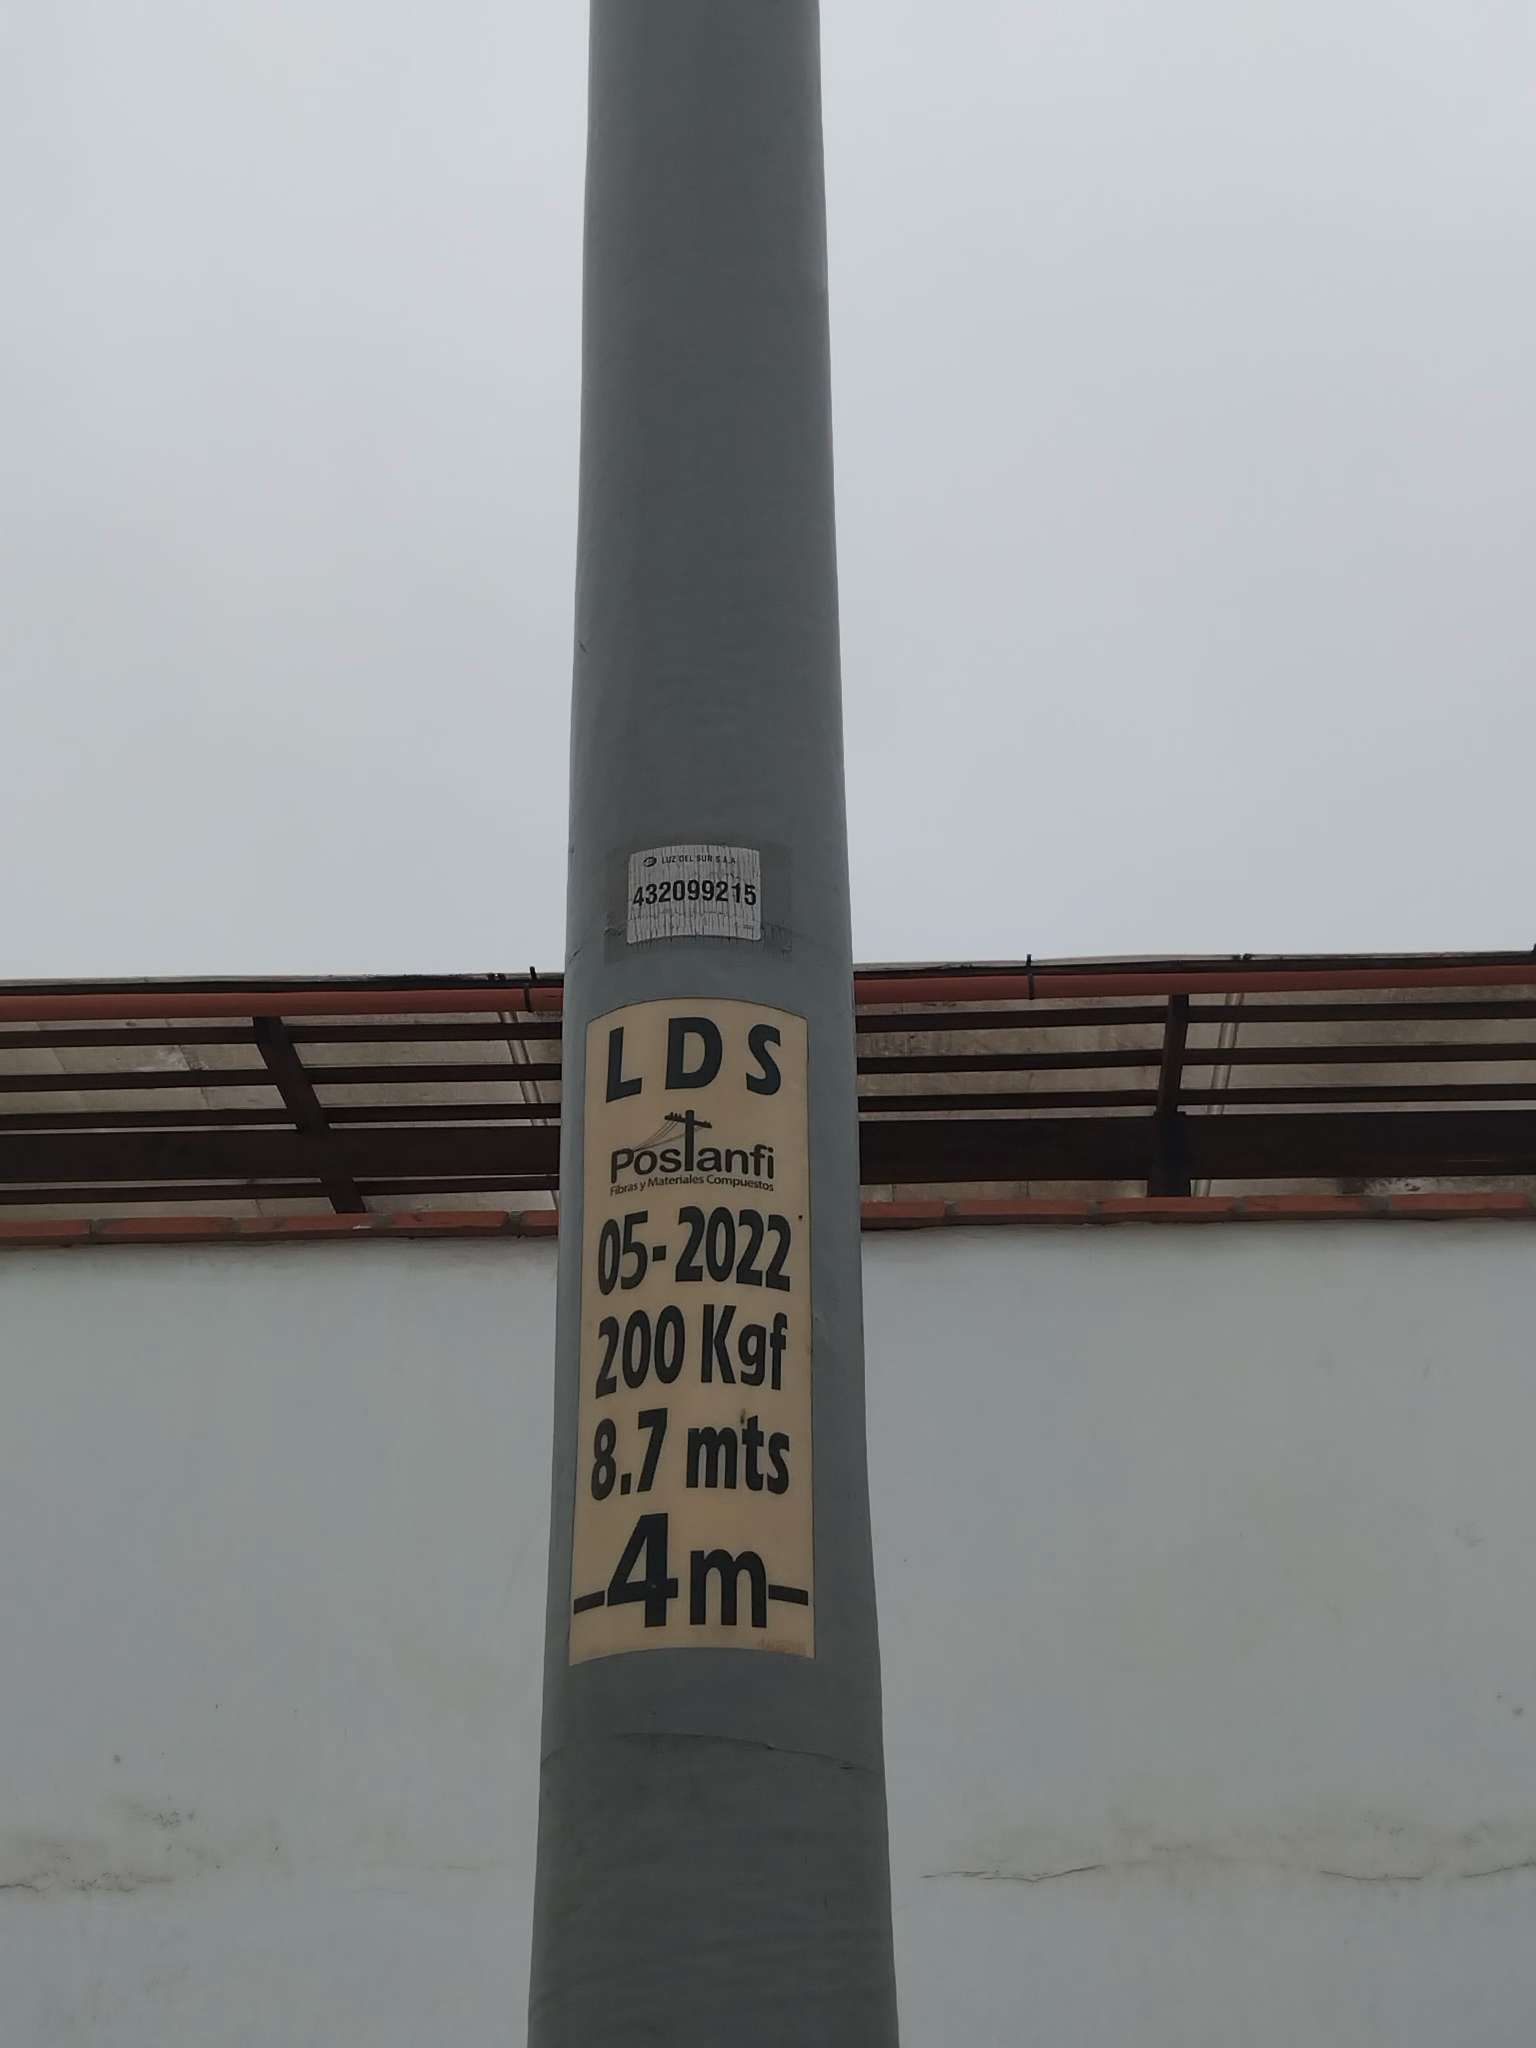 LUZ DEL SUR S.A.A.
432099215
LDS
Postanfi
Fibras y Materiales Compuestos
05-2022
200 Kgf
8.7 mts
-4m-